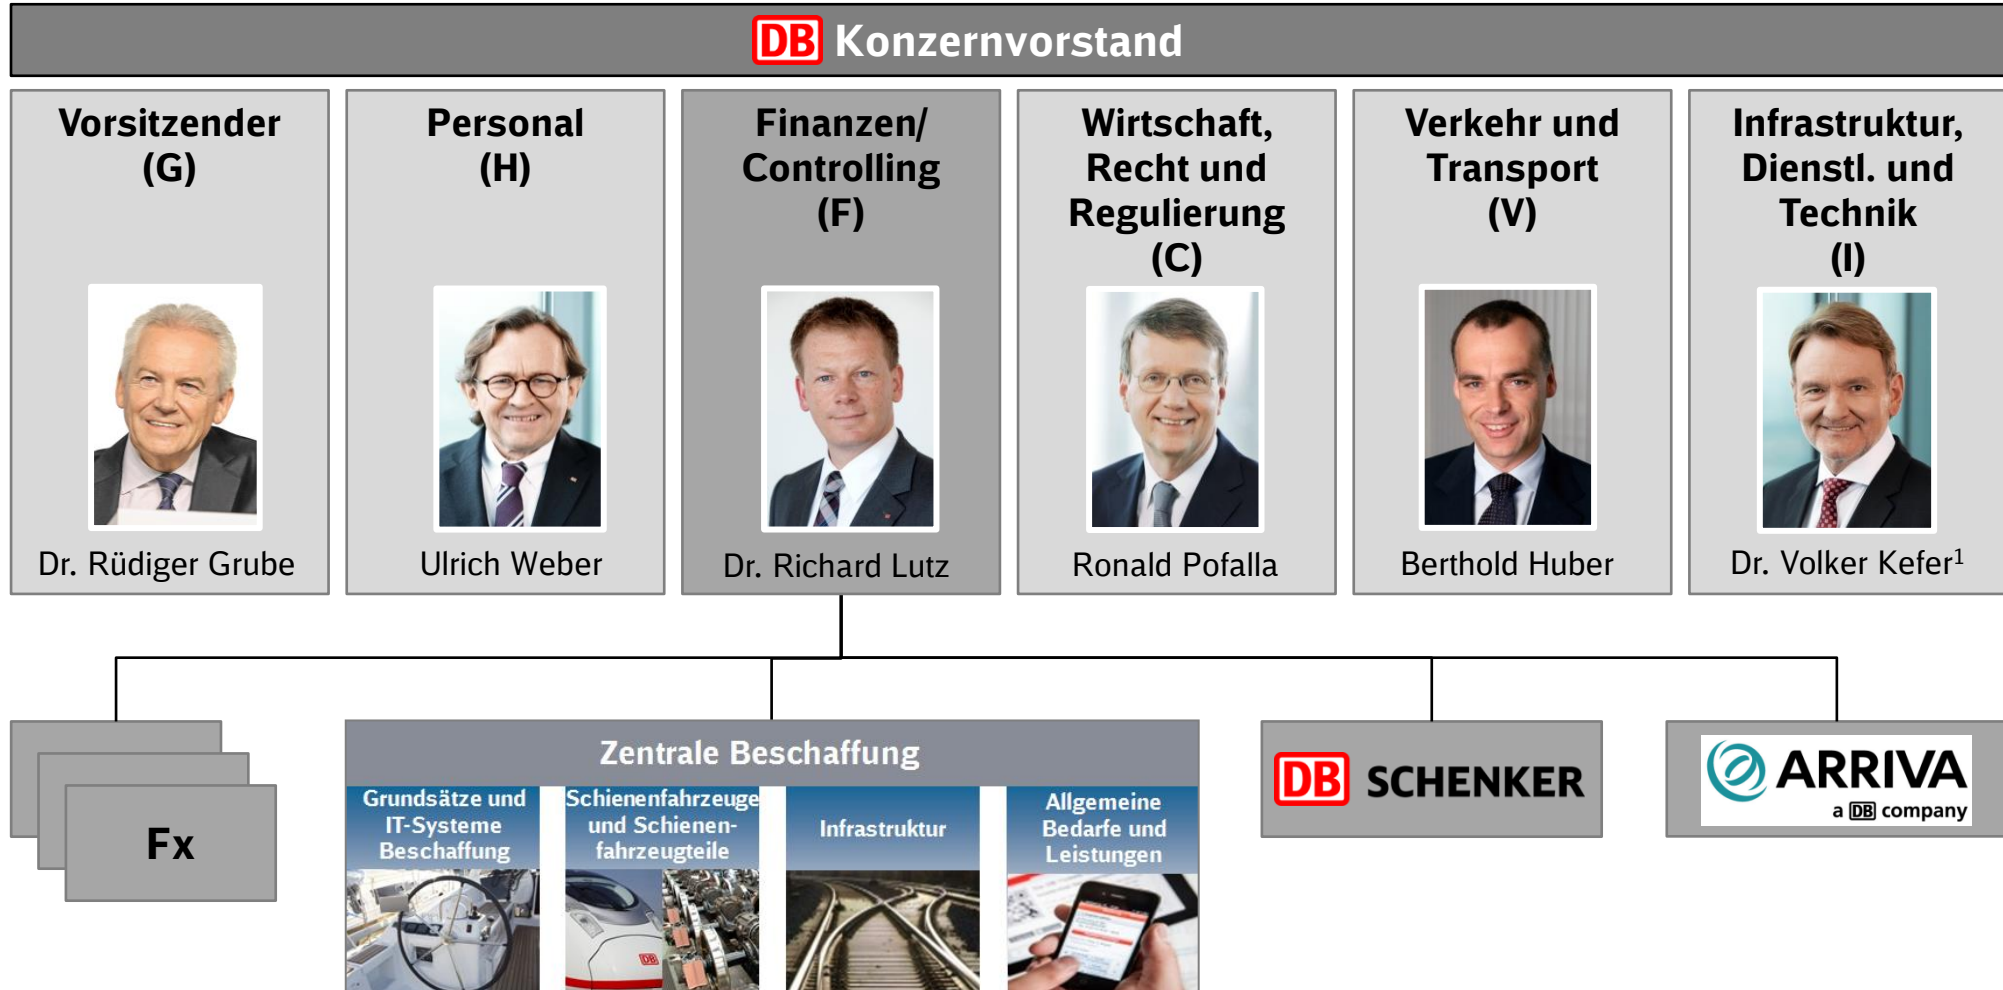 DB Konzernvorstand
Vorsitzender
(G)
Dr. Rüdiger Grube
Personal
(H)
Ulrich Weber
Finanzen/
Controlling
(F)
Dr. Richard Lutz
Wirtschaft,
Recht und
Regulierung
(C)
Ronald Pofalla
Verkehr und
Transport
(V)
Berthold Huber
Infrastruktur,
Dienstl. und
Technik
(I)
Dr. Volker Kefer¹
Fx
Zentrale Beschaffung
Grundsätze und
IT-Systeme
Beschaffung
Schienenfahrzeuge
und Schienen-
fahrzeugteile
DB
Infrastruktur
Allgemeine
Bedarfe und
Leistungen
DB SCHENKER
ARRIVA
a DB company